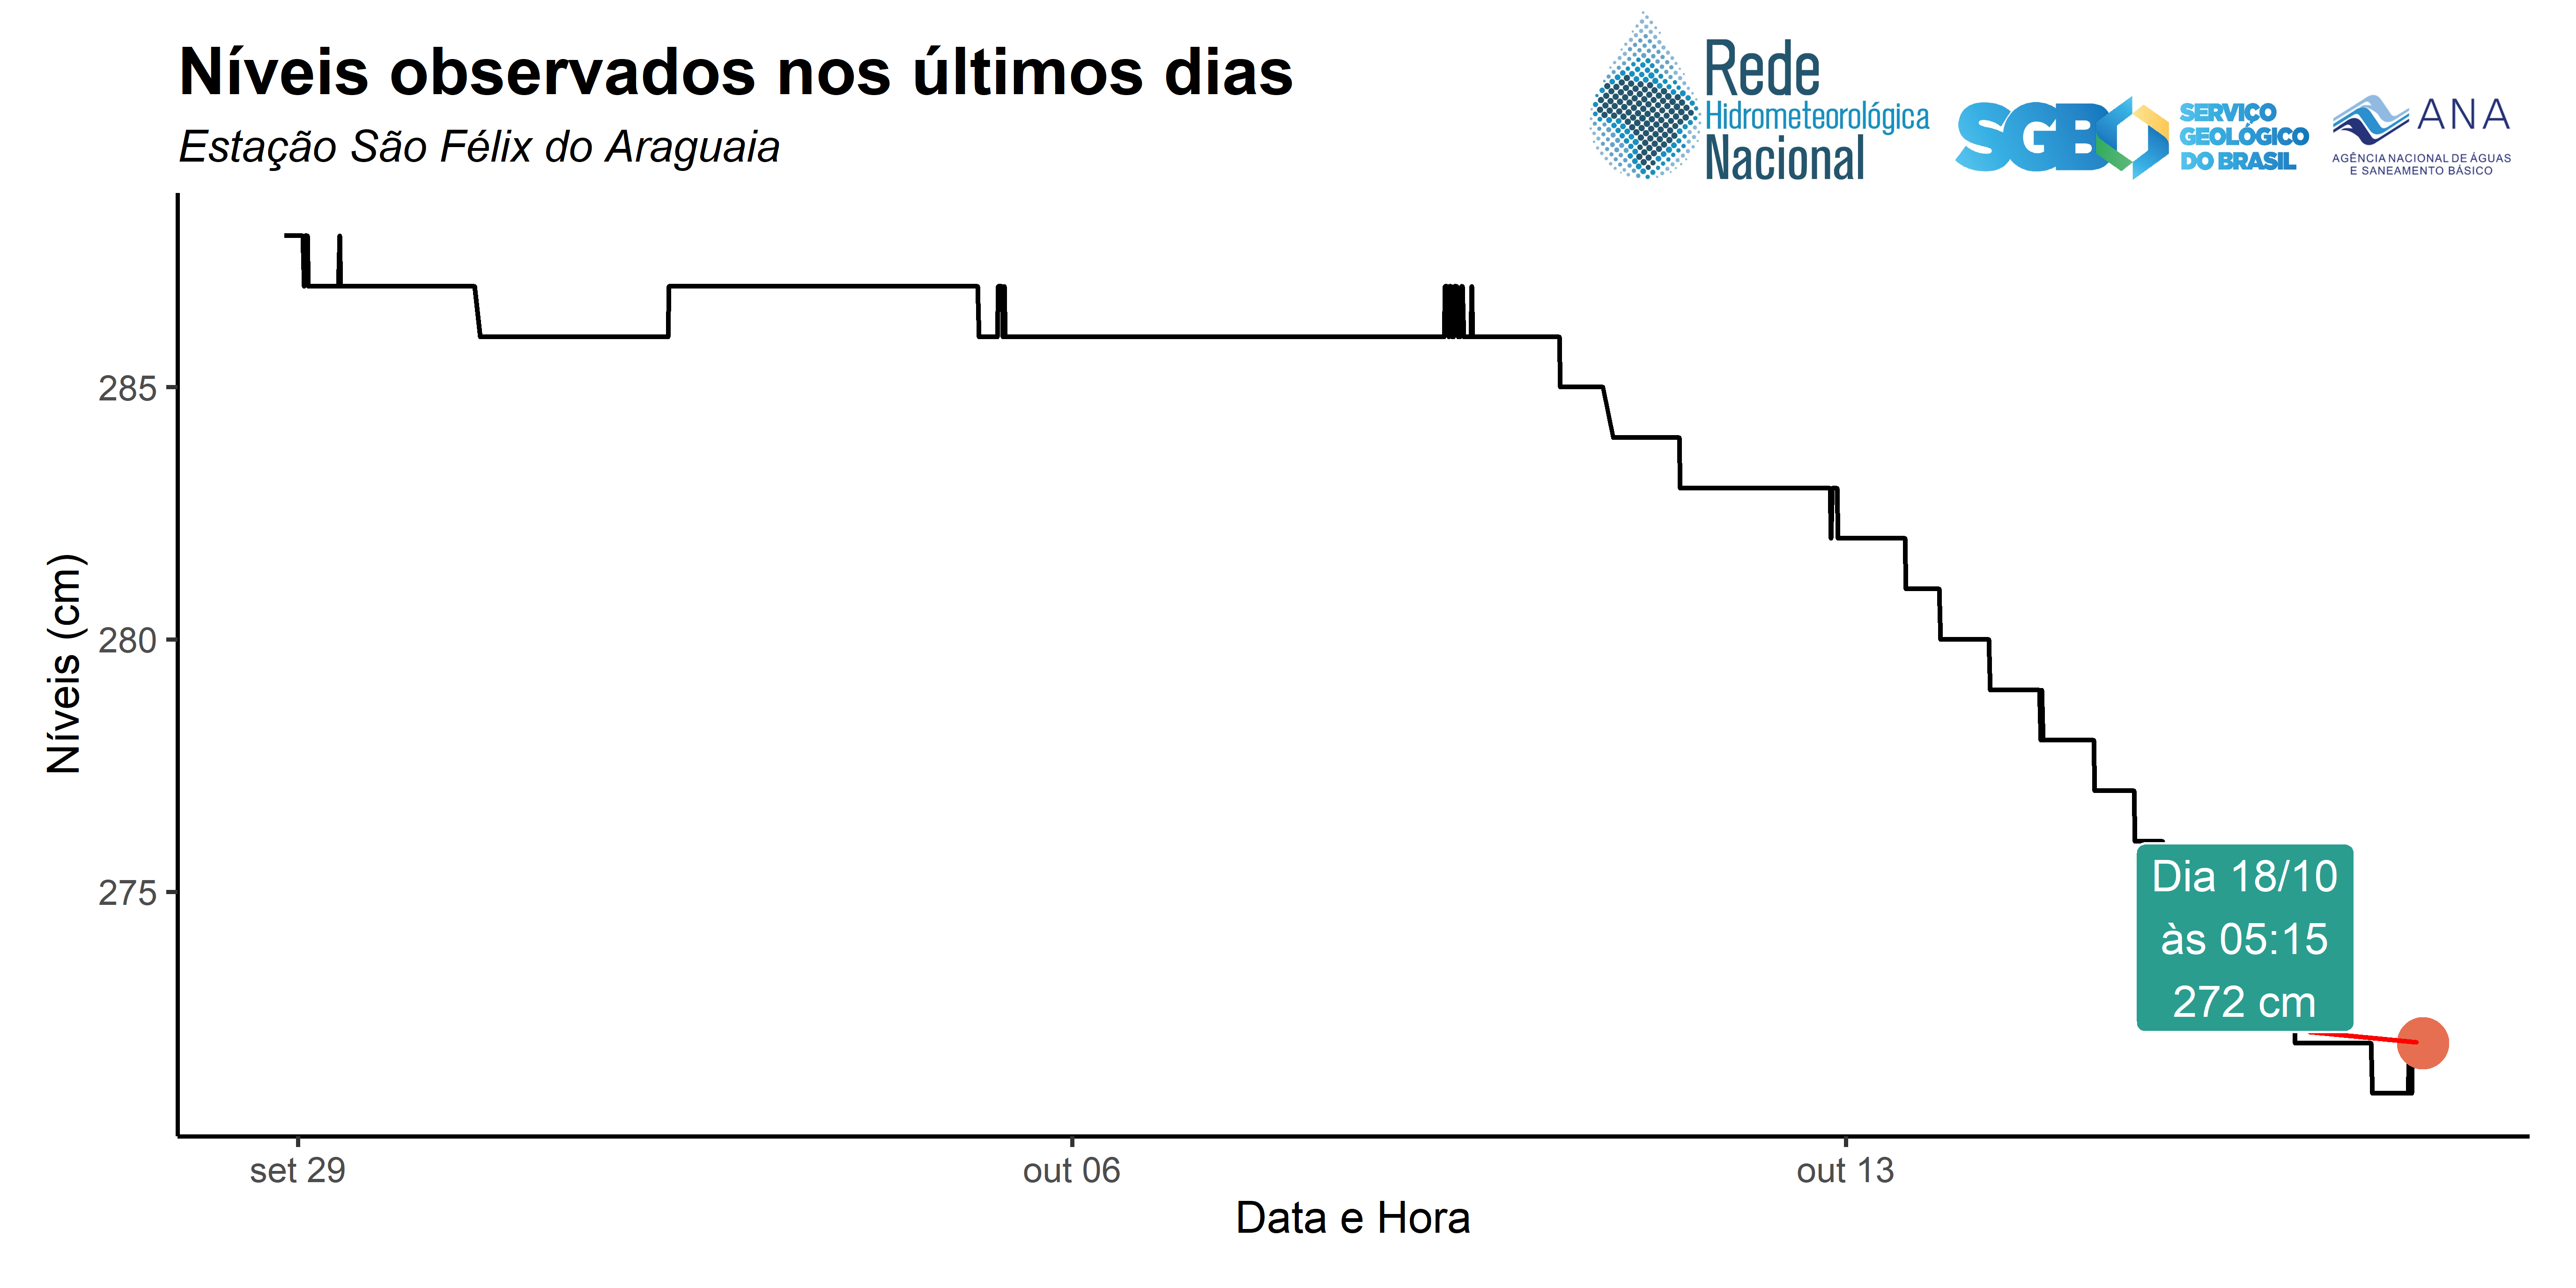 Níveis observados nos últimos dias
Estação São Félix do Araguaia
Rede
Hidrometeorológica
Nacional
SGB
SERVIÇO
GEOLÓGICO
DO BRASIL
ANA
AGÊNCIA NACIONAL DE ÁGUAS
E SANEAMENTO BÁSICO
Níveis (cm)
285
280
275
Dia 18/10
às 05:15
272 cm
set 29
out 06
out 13
Data e Hora